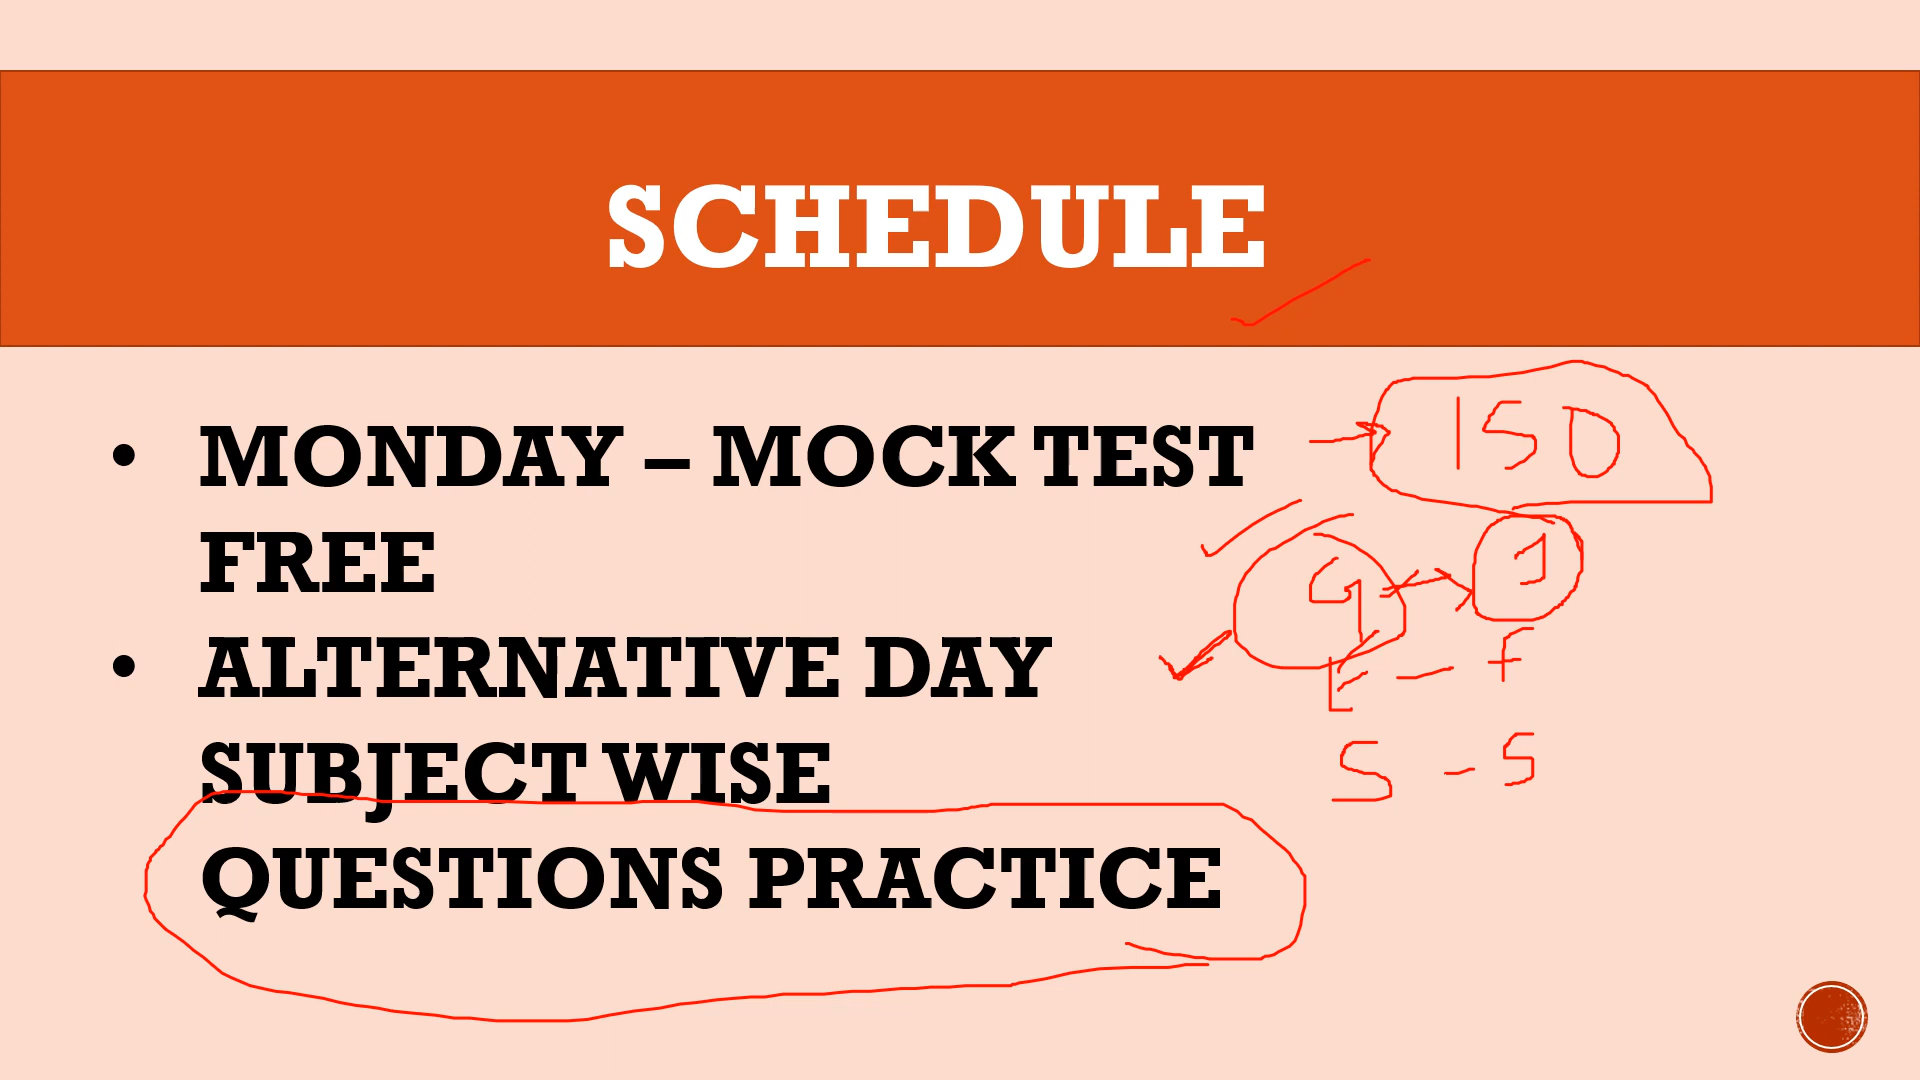 SCHEDULE
• MONDAY – MOCK TEST
FREE
• ALTERNATIVE DAY
SUBJECT WISE
QUESTIONS PRACTICE
150
9 1
E - F
S - S